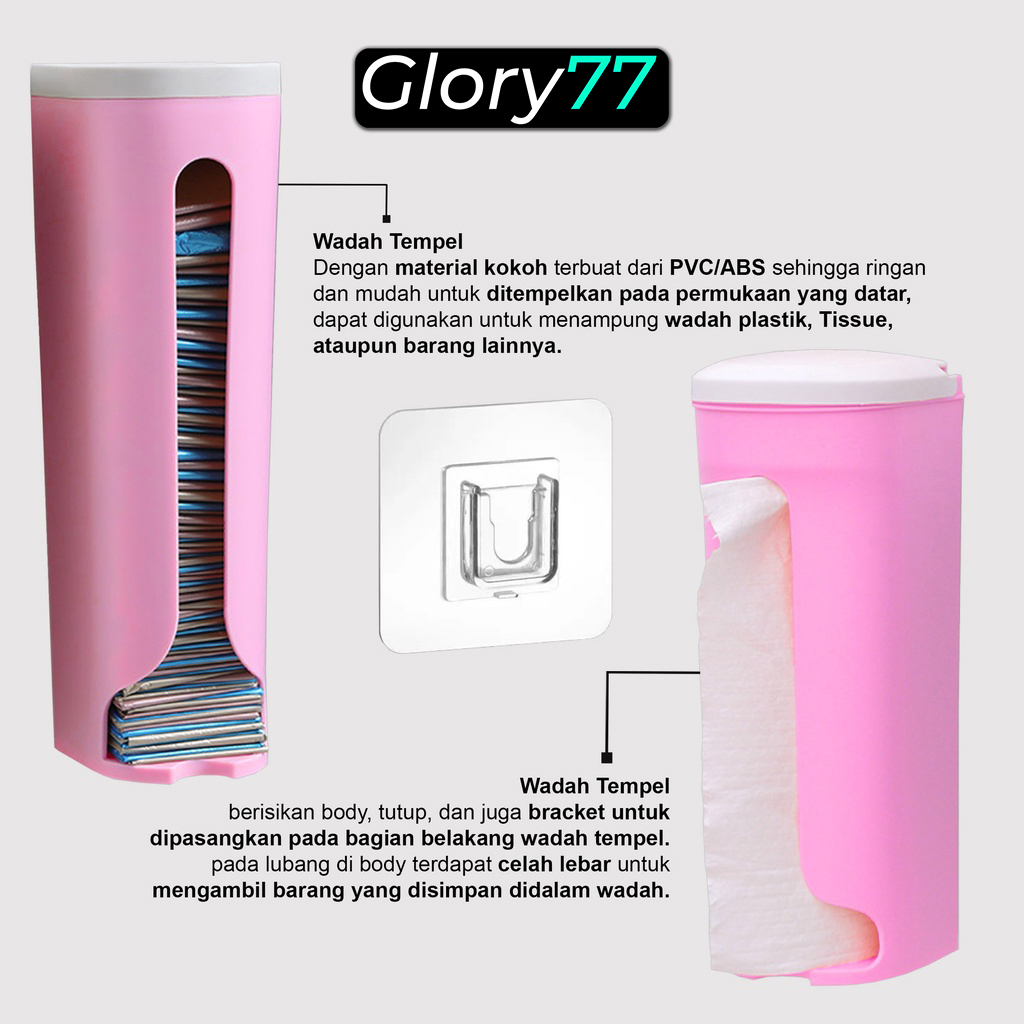 Glory77
Wadah Tempel
Dengan material kokoh terbuat dari PVC/ABS sehingga ringan
dan mudah untuk ditempelkan pada permukaan yang datar,
dapat digunakan untuk menampung wadah plastik, Tissue,
ataupun barang lainnya.
Wadah Tempel
berisikan body, tutup, dan juga bracket untuk
dipasangkan pada bagian belakang wadah tempel.
pada lubang di body terdapat celah lebar untuk
mengambil barang yang disimpan didalam wadah.